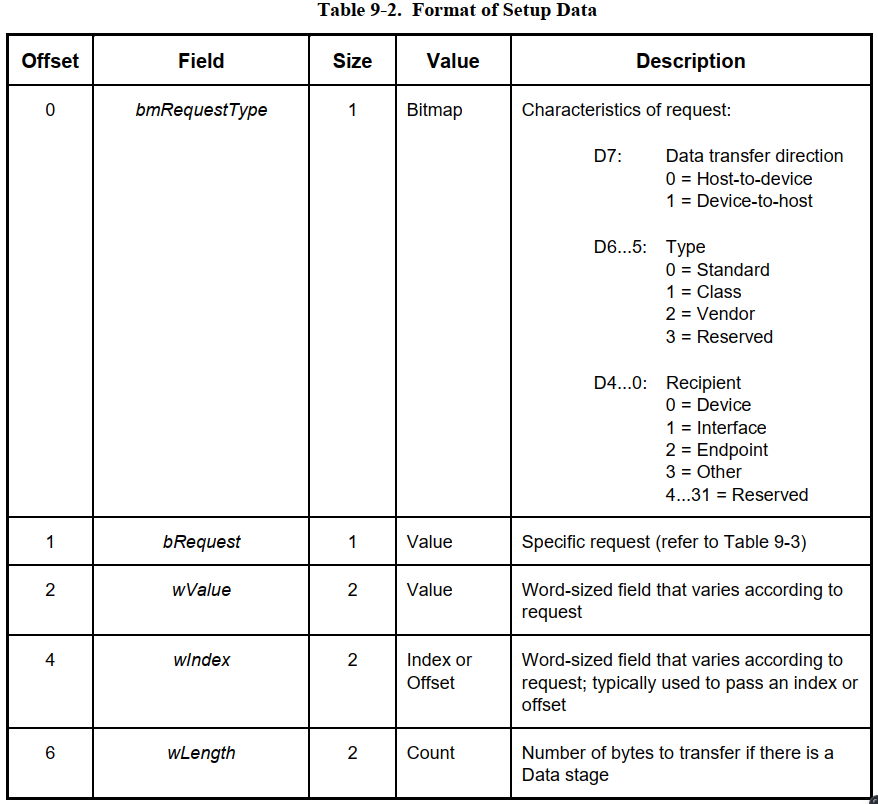 Table 9-2. Format of Setup Data
Offset Field Size Value Description
0 bmRequestType 1 Bitmap Characteristics of request:
D7: Data transfer direction
0 = Host-to-device
1 = Device-to-host
D6...5: Type
0 = Standard
1 = Class
2 = Vendor
3 = Reserved
D4...0: Recipient
0 = Device
1 = Interface
2 = Endpoint
3 = Other
4...31 = Reserved
1 bRequest 1 Value Specific request (refer to Table 9-3)
2 wValue 2 Value Word-sized field that varies according to
request
4 wIndex 2 Index or Word-sized field that varies according to
Offset request; typically used to pass an index or
offset
6 wLength 2 Count Number of bytes to transfer if there is a
Data stage